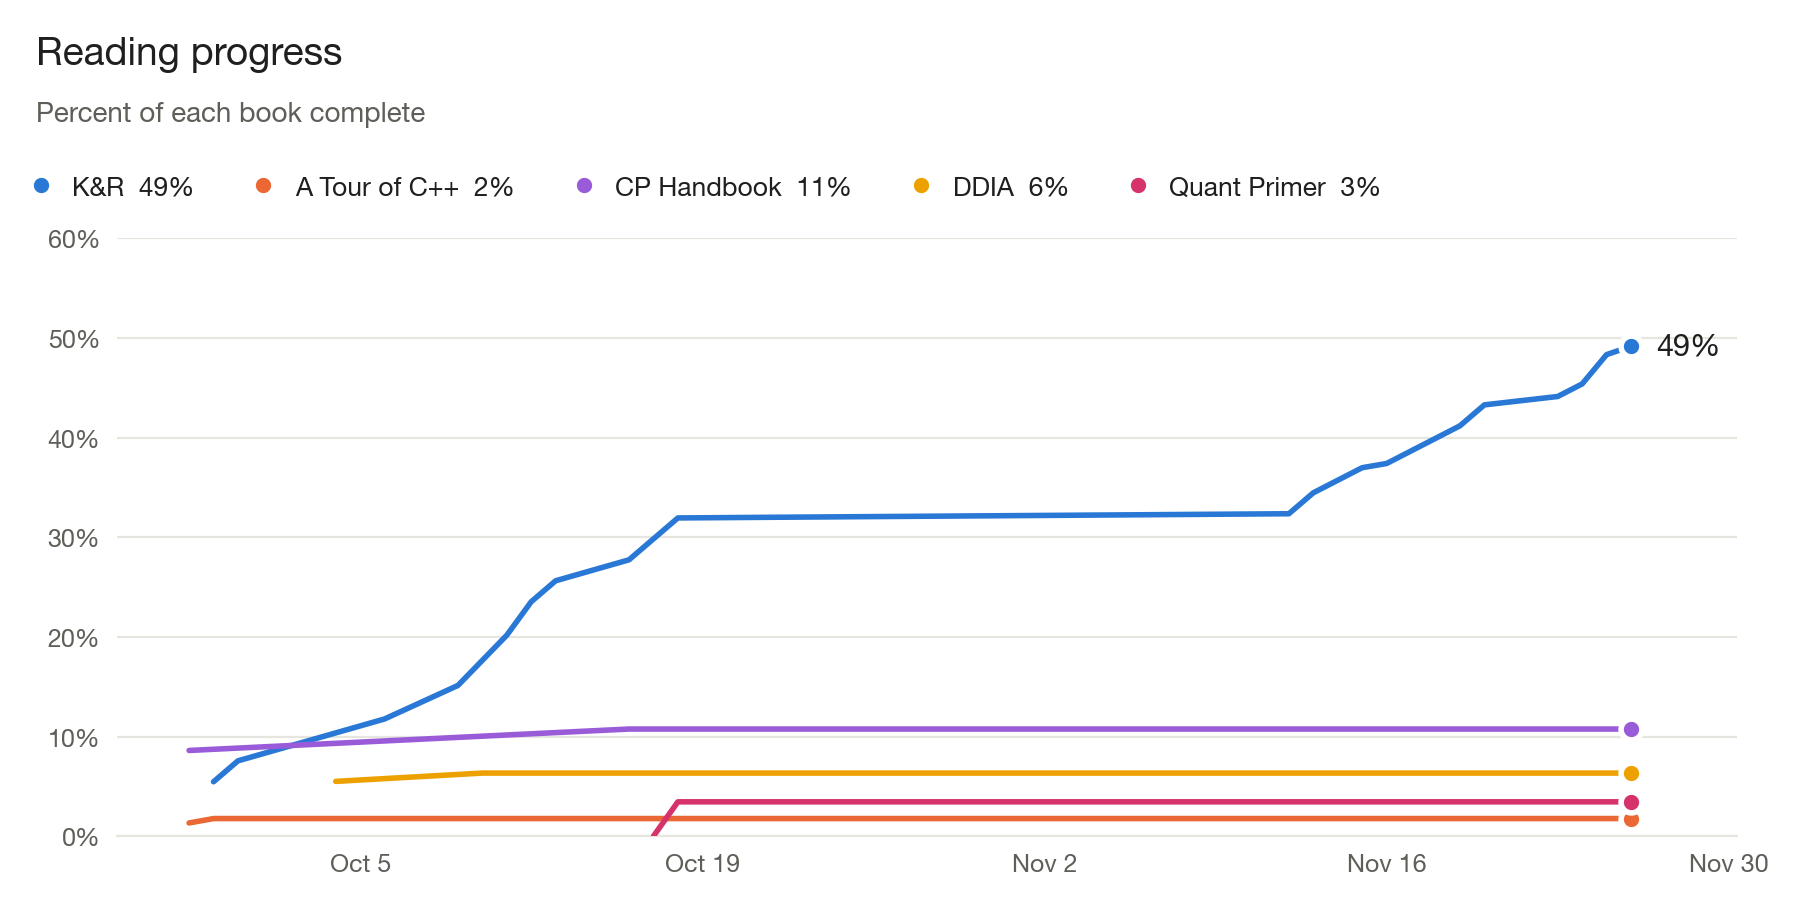 Reading progress
Percent of each book complete
K&R 49% A Tour of C++ 2% CP Handbook 11% DDIA 6% Quant Primer 3%
60%
50%
49%
40%
30%
20%
10%
0%
Oct 5 Oct 19 Nov 2 Nov 16 Nov 30